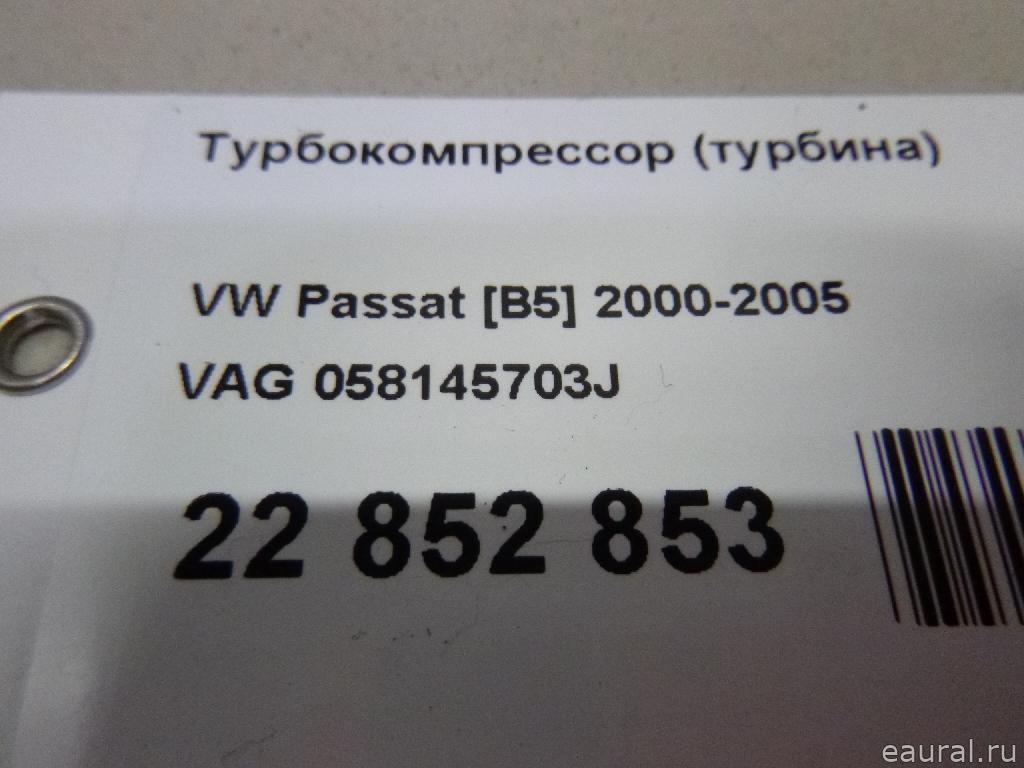 Турбокомпрессор (турбина)
VW Passat [B5] 2000-2005
VAG 058145703J
22 852 853
eaural.ru